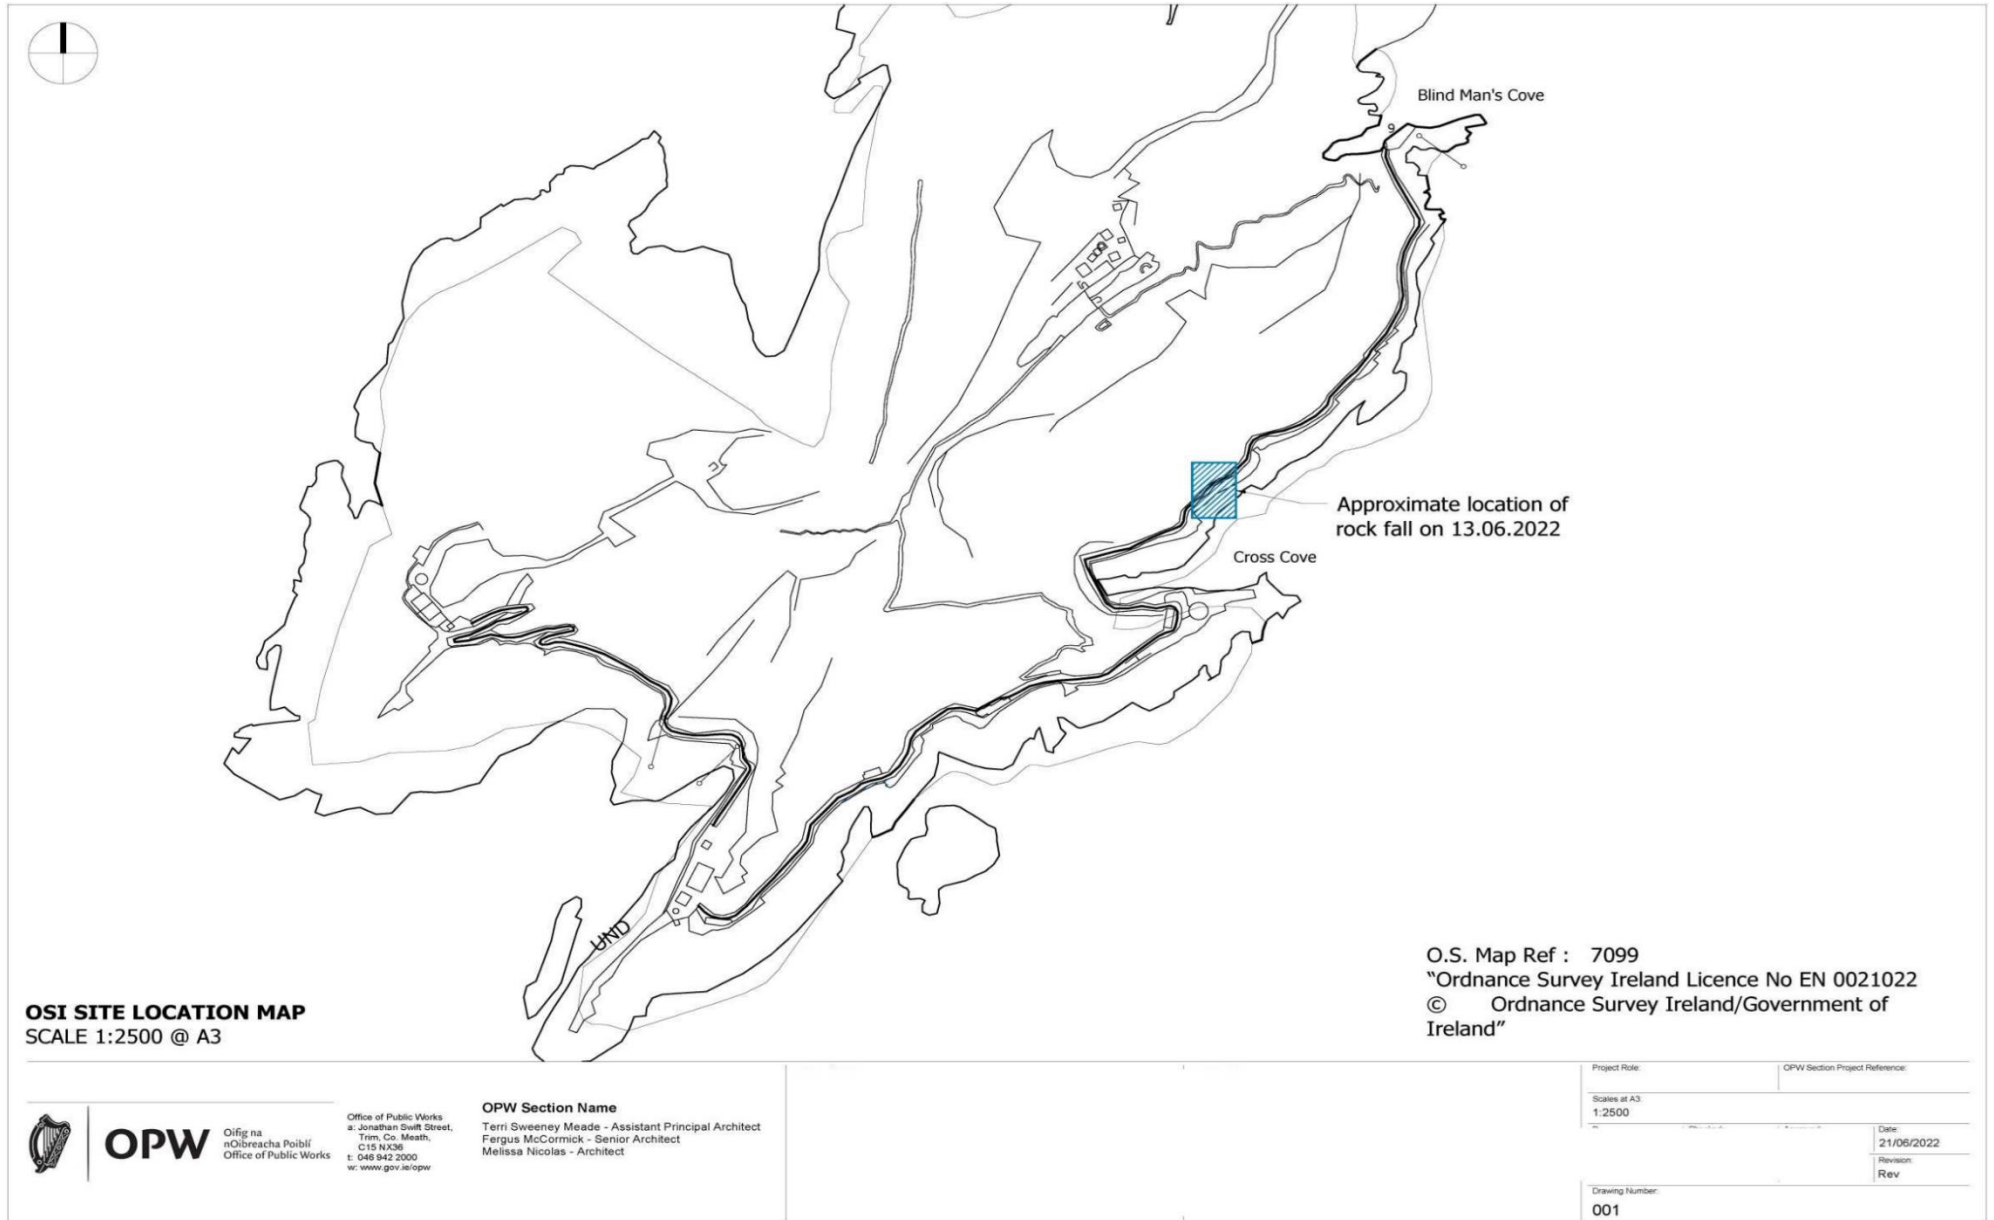 Blind Man's Cove
9
Approximate location of
rock fall on 13.06.2022
Cross Cove
UND
O.S. Map Ref : 7099
“Ordnance Survey Ireland Licence No EN 0021022
© Ordnance Survey Ireland/Government of
Ireland”
OSI SITE LOCATION MAP
SCALE 1:2500 @ A3
OPW
Oifig na
nOibreacha Poiblí
Office of Public Works
Office of Public Works
a: Jonathan Swift Street,
Trim, Co. Meath,
C15 NX36
t: 046 942 2000
w: www.gov.ie/opw
OPW Section Name
Terri Sweeney Meade - Assistant Principal Architect
Fergus McCormick - Senior Architect
Melissa Nicolas - Architect
Project Role:
OPW Section Project Reference:
Scales at A3:
1:2500
Date:
21/06/2022
Revision:
Rev
Drawing Number:
001